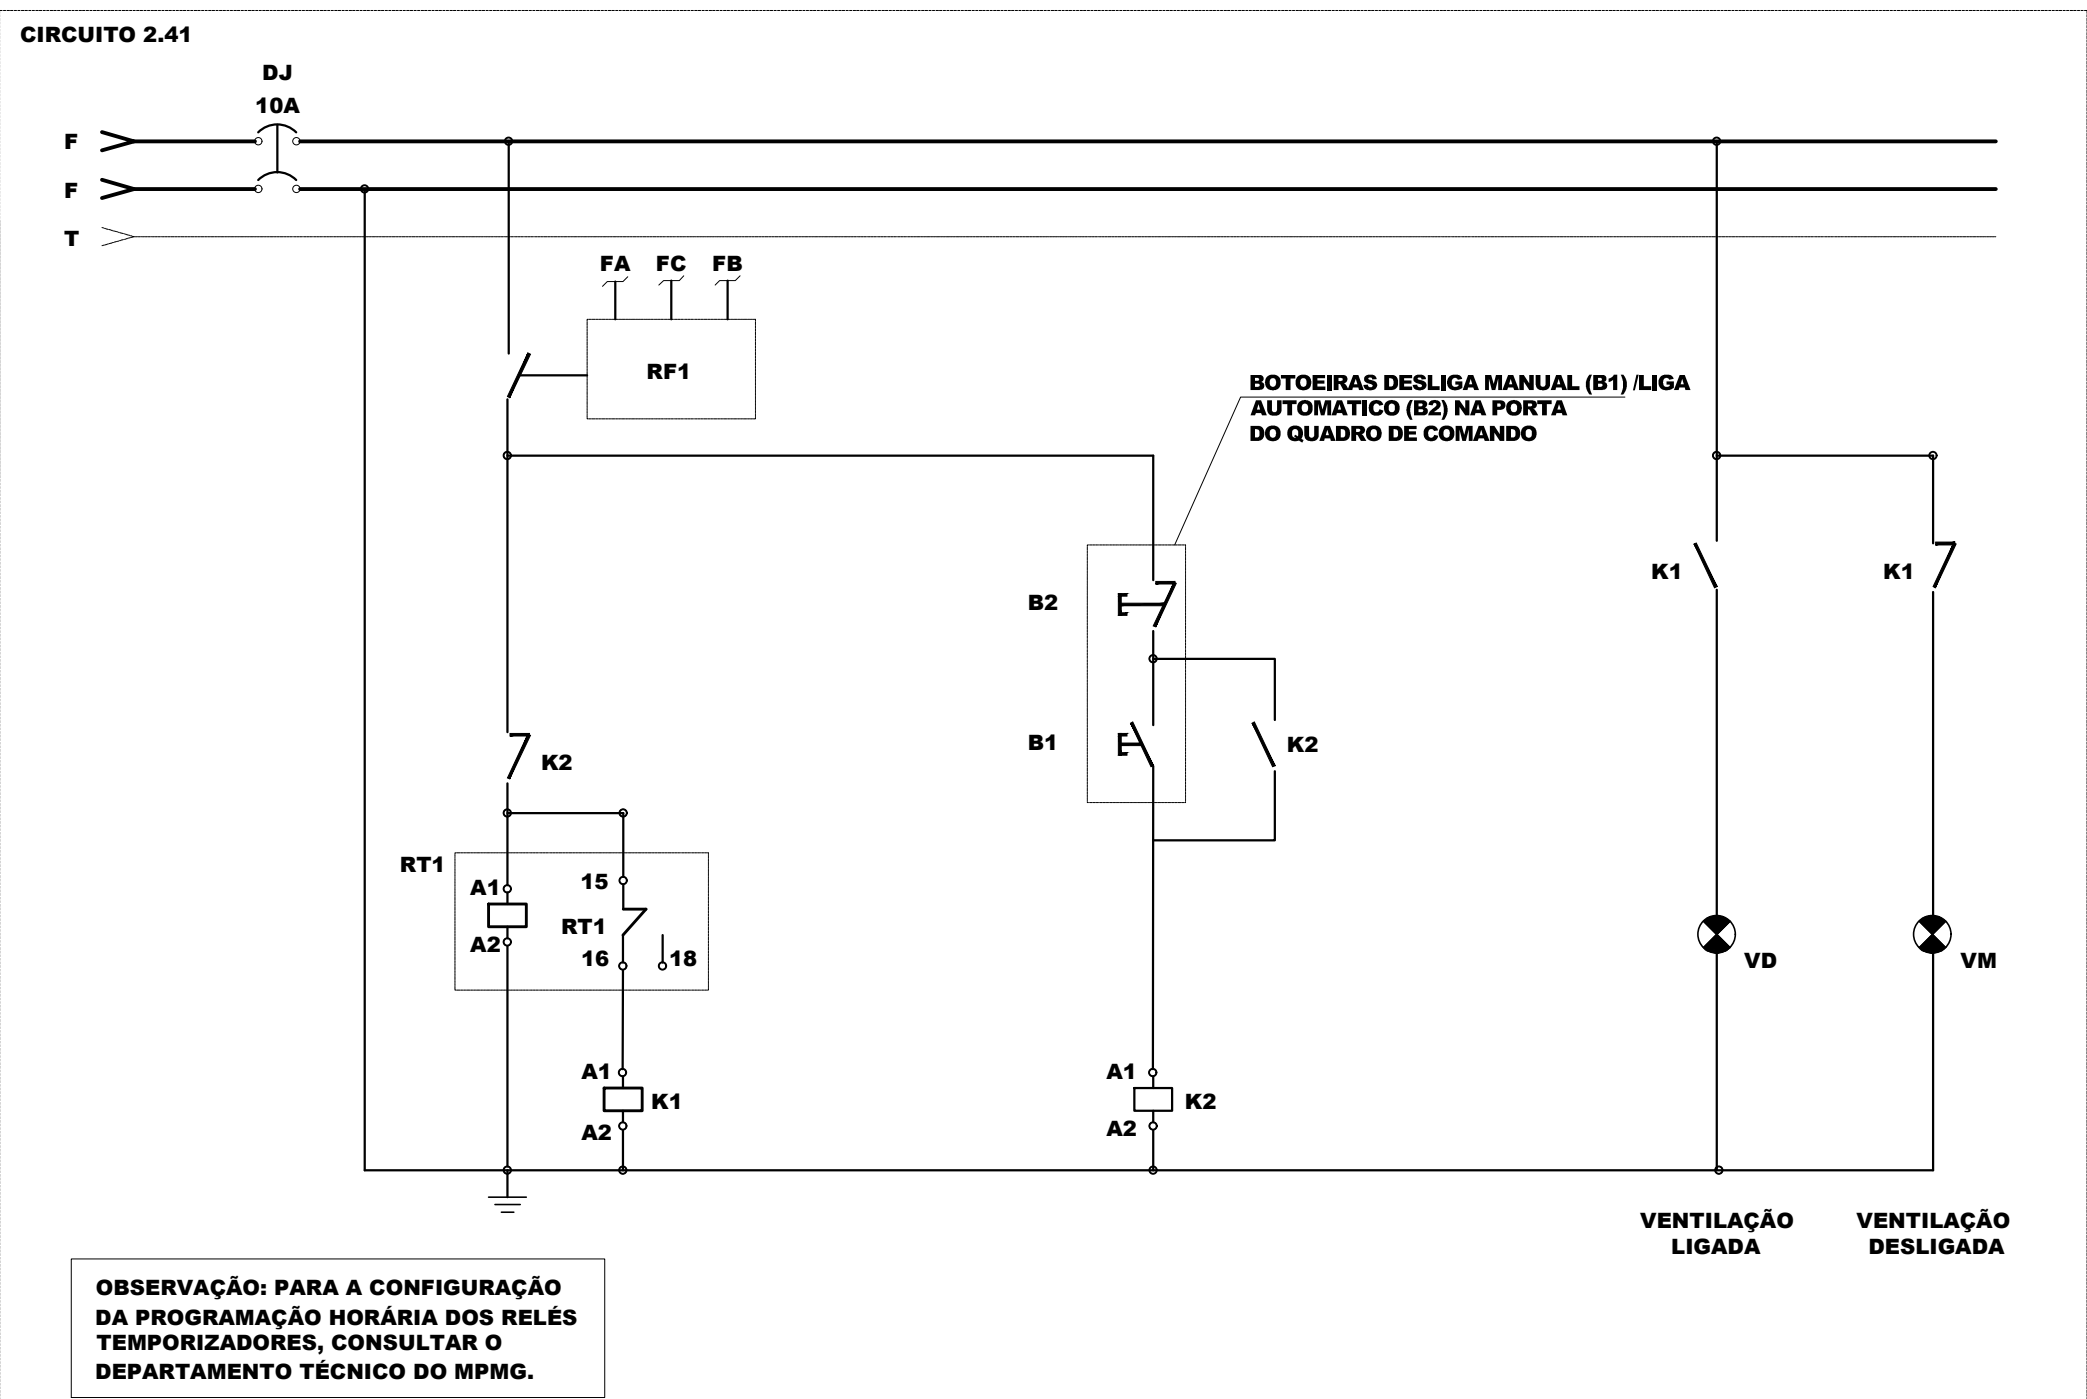 CIRCUITO 2.41
DJ
10A
F
F
T
FA FC FB
RF1
BOTOEIRAS DESLIGA MANUAL (B1) /LIGA
AUTOMATICO (B2) NA PORTA
DO QUADRO DE COMANDO
K1
K1
B2
B1
K2
K2
RT1
A1
15
RT1
A2
16
18
VD
VM
A1
K1
A2
A1
K2
A2
VENTILAÇÃO
LIGADA
VENTILAÇÃO
DESLIGADA
OBSERVAÇÃO: PARA A CONFIGURAÇÃO
DA PROGRAMAÇÃO HORÁRIA DOS RELÉS
TEMPORIZADORES, CONSULTAR O
DEPARTAMENTO TÉCNICO DO MPMG.